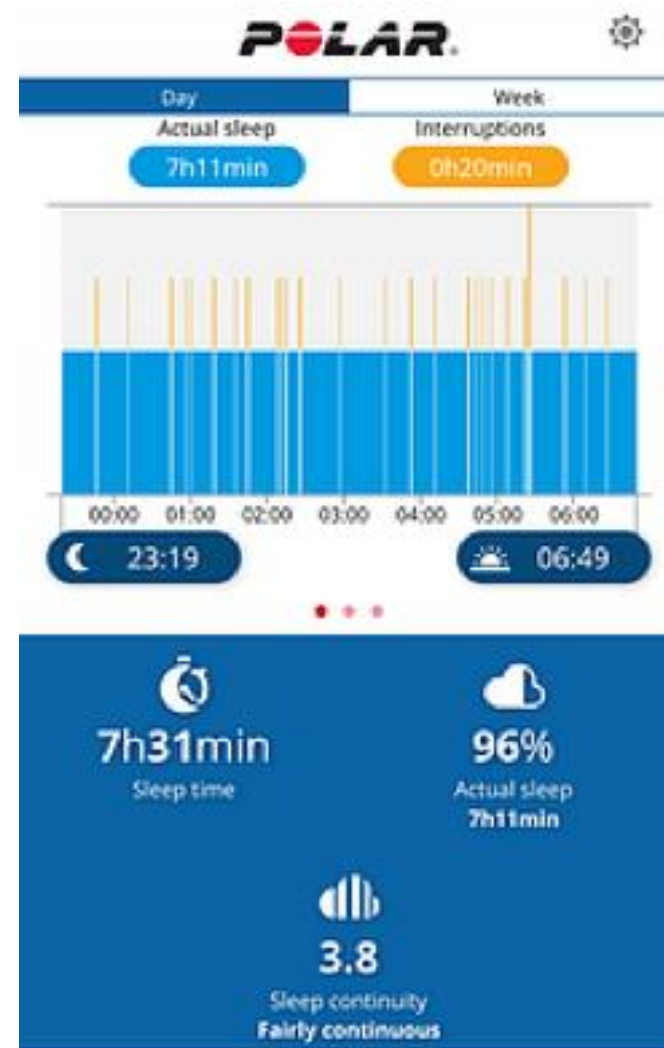 POLAR.
Day Week
Actual sleep Interruptions
7h11min 0h20min
00:00 01:00 02:00 03:00 04:00 05:00 06:00
23:19 06:49
7h31min 96%
Sleep time Actual sleep
7h11min
3.8
Sleep continuity
Fairly continuous